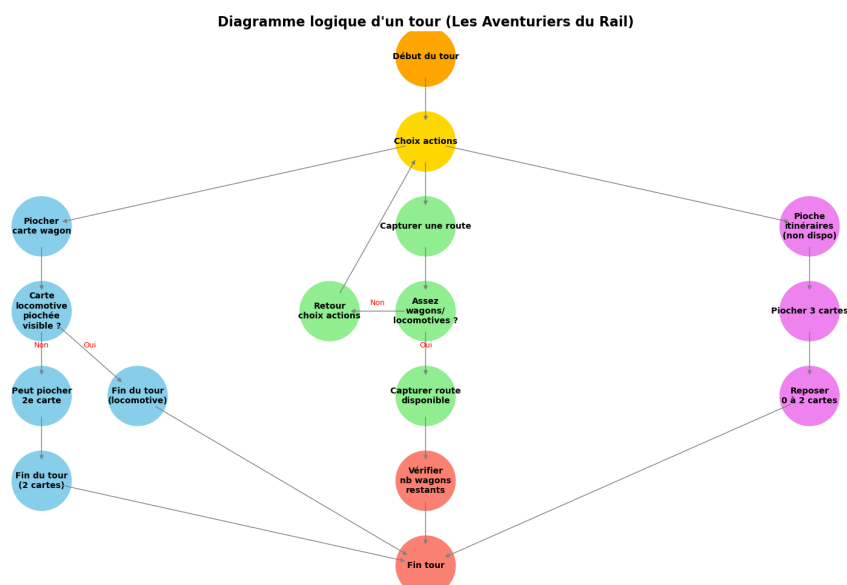 Diagramme logique d'un tour (Les Aventuriers du Rail)
Début du tour
Choix actions
Piocher
carte wagon
Capturer une route
Pioche
itinéraires
(non dispo)
Carte
locomotive
piochée
visible ?
Retour
choix actions
Non
Assez
wagons/
locomotives ?
Piocher 3 cartes
Non
Oui
Oui
Peut piocher
2e carte
Fin du tour
(locomotive)
Capturer route
disponible
Reposer
0 à 2 cartes
Fin du tour
(2 cartes)
Vérifier
nb wagons
restants
Fin tour